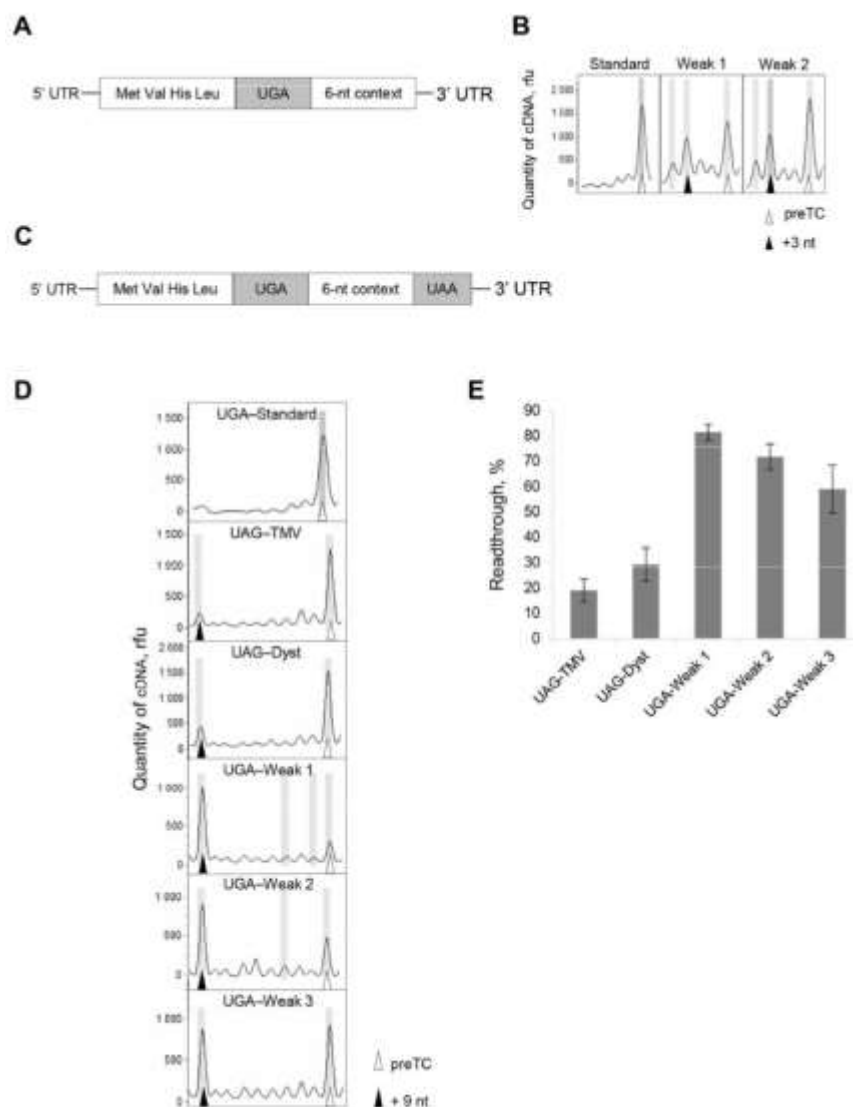 A
5' UTR
Met Val His Leu
UGA
6-nt context
3' UTR
B
Standard
Weak 1
Weak 2
Quantity of cDNA, rfu
2 000
1 500
1 000
500
0
preTC
+3 nt
C
5' UTR
Met Val His Leu
UGA
6-nt context
UAA
3' UTR
D
Quantity of cDNA, rfu
UGA–Standard
1 500
1 000
500
0
UAG–TMV
1 500
1 000
500
0
UAG–Dyst
2 000
1 500
1 000
500
0
UGA–Weak 1
1 000
500
0
UGA–Weak 2
1 000
500
0
UGA–Weak 3
1 000
500
0
preTC
+ 9 nt
E
Readthrough, %
90
80
70
60
50
40
30
20
10
0
UAG-TMV
UAG-Dyst
UGA-Weak 1
UGA-Weak 2
UGA-Weak 3